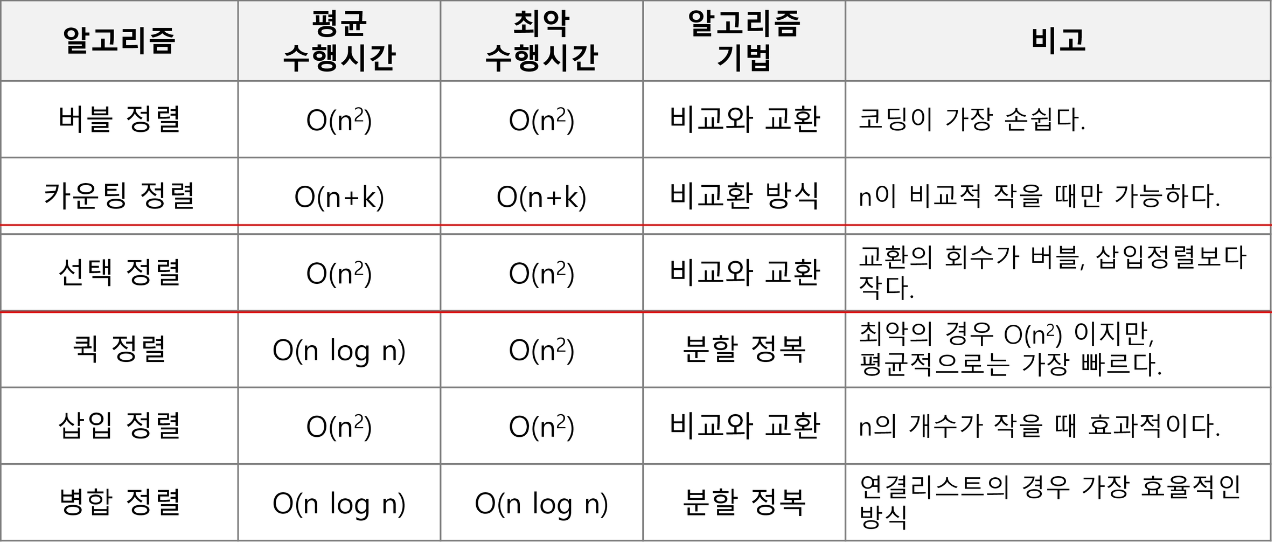 알고리즘 평균 수행시간 최악 수행시간 알고리즘 기법 비고
버블 정렬 O(n²) O(n²) 비교와 교환 코딩이 가장 손쉽다.
카운팅 정렬 O(n+k) O(n+k) 비교환 방식 n이 비교적 작을 때만 가능하다.
선택 정렬 O(n²) O(n²) 비교와 교환 교환의 회수가 버블, 삽입정렬보다
작다.
퀵 정렬 O(n log n) O(n²) 분할 정복 최악의 경우 O(n²) 이지만,
평균적으로는 가장 빠르다.
삽입 정렬 O(n²) O(n²) 비교와 교환 n의 개수가 작을 때 효과적이다.
병합 정렬 O(n log n) O(n log n) 분할 정복 연결리스트의 경우 가장 효율적인
방식